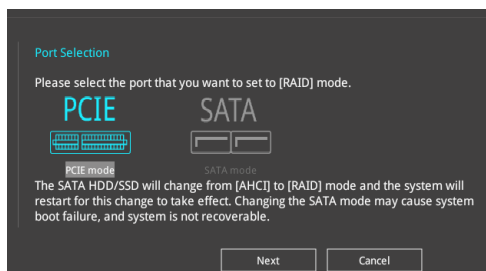 Port Selection
Please select the port that you want to set to [RAID] mode.
PCIE SATA
PCIE mode SATA mode
The SATA HDD/SSD will change from [AHCI] to [RAID] mode and the system will
restart for this change to take effect. Changing the SATA mode may cause system
boot failure, and system is not recoverable.
Next Cancel